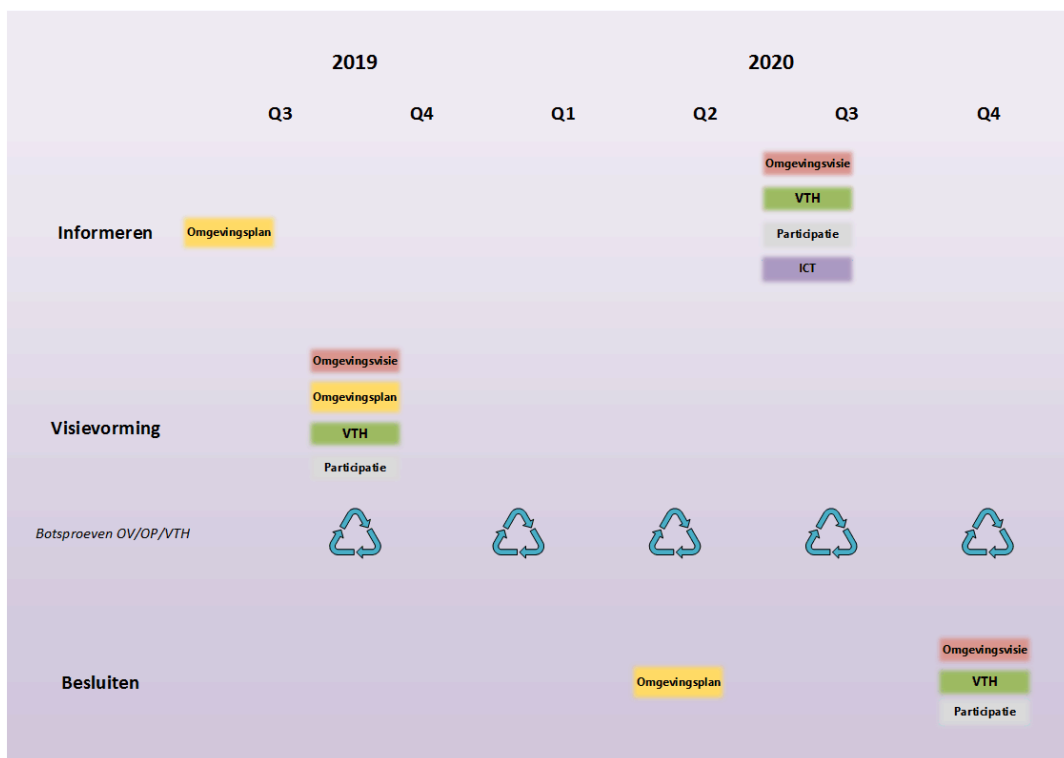 2019 2020
Q3 Q4 Q1 Q2 Q3 Q4
Omgevingsvisie
VTH
Informeren Omgevingsplan Participatie
ICT
Omgevingsvisie
Omgevingsplan
Visievorming VTH
Participatie
Botsproeven OV/OP/VTH
Omgevingsvisie
Besluiten Omgevingsplan VTH
Participatie